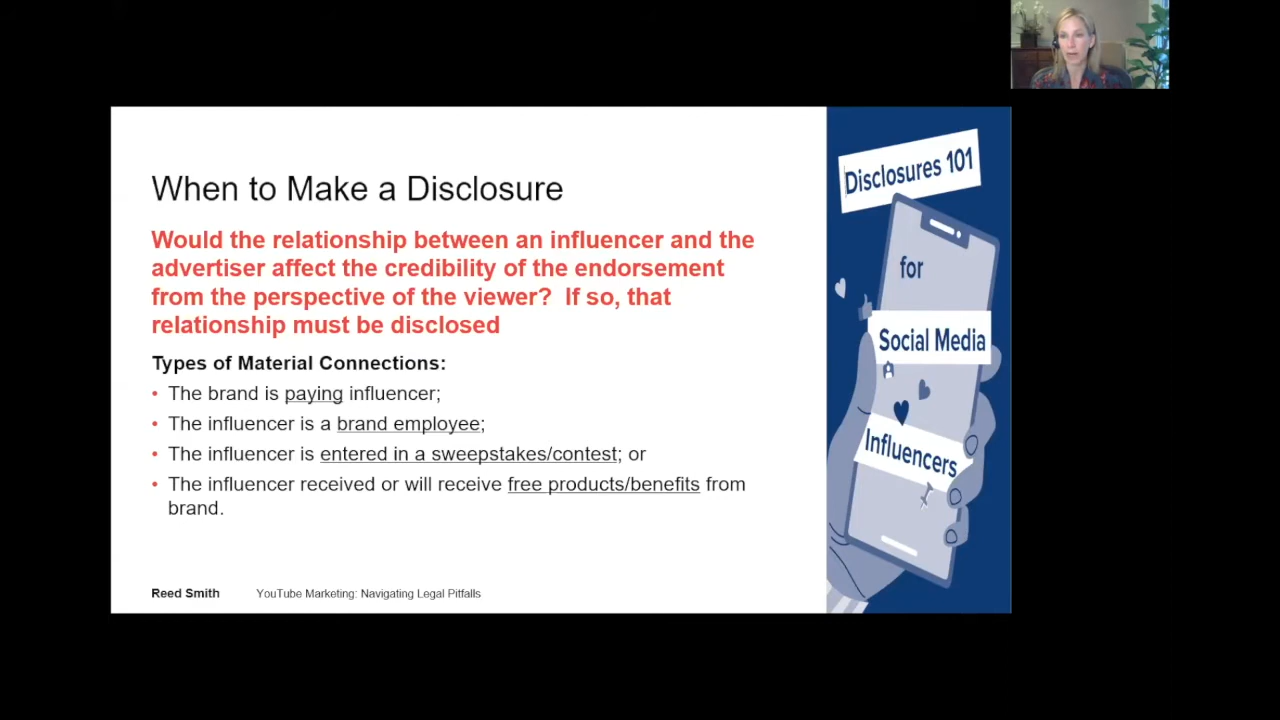 When to Make a Disclosure
Would the relationship between an influencer and the
advertiser affect the credibility of the endorsement
from the perspective of the viewer?  If so, that
relationship must be disclosed
Types of Material Connections:
• The brand is paying influencer;
• The influencer is a brand employee;
• The influencer is entered in a sweepstakes/contest; or
• The influencer received or will receive free products/benefits from
brand.
Reed Smith
YouTube Marketing: Navigating Legal Pitfalls
Disclosures 101
for
Social Media
Influencers